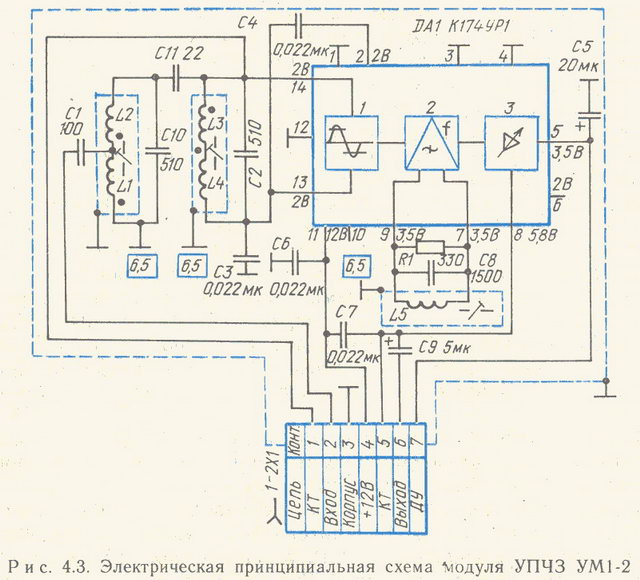 C4
0,022мк
DA1 К174УР1
C5
20мк
+
C11 22
1
2
2В
3
4
2В
14
C1
100
L2
L1
C10
510
L3
L4
510
C2
12
1
2
f
~
3
5
3,5В
2В
6
13
2В
11
12В
10
9
3,5В
7
3,5В
8
5,8В
6,5
6,5
C3
0,022мк
C6
0,022мк
6,5
R1
330
C8
1500
L5
C7
0,022мк
+
C9 5мк
1-2X1
Конт.
1
2
3
4
5
6
7
Цепь
КТ
Вход
Корпус
+12В
КТ
Выход
ДУ
Рис. 4.3. Электрическая принципиальная схема модуля УПЧЗ УМ1-2